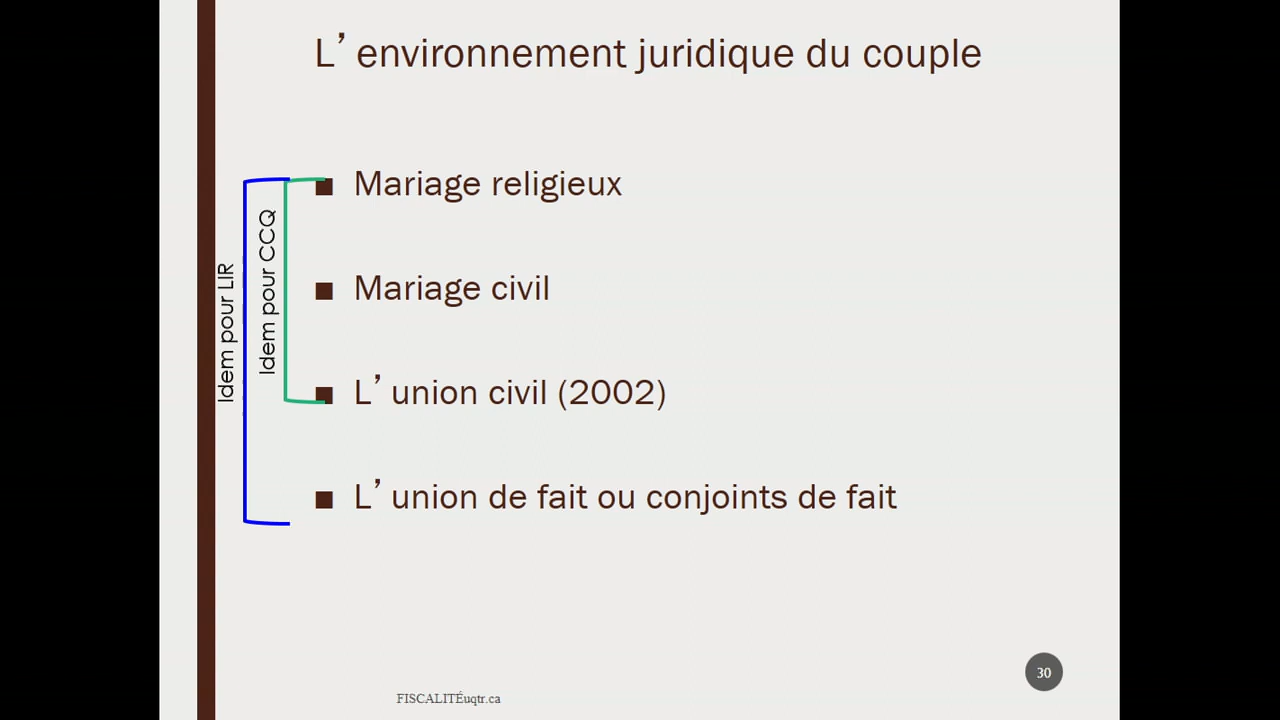 L’environnement juridique du couple
Mariage religieux
Mariage civil
L’union civil (2002)
L’union de fait ou conjoints de fait
Idem pour LIR
Idem pour CCQ
FISCALITÉuqtr.ca
30